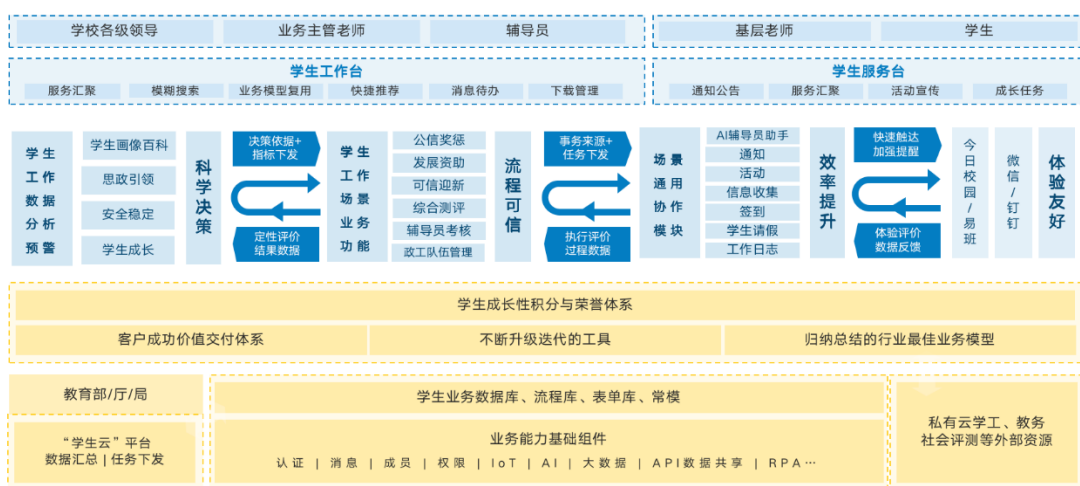 学校各级领导
业务主管老师
辅导员
基层老师
学生
学生工作台
服务汇聚
模糊搜索
业务模型复用
快捷推荐
消息待办
下载管理
学生服务台
通知公告
服务汇聚
活动宣传
成长任务
学生
工作
数据
分析
预警
学生画像百科
思政引领
安全稳定
学生成长
科学决策
决策依据+
指标下发
定性评价
结果数据
学生
工作
场景
业务
功能
公信奖惩
发展资助
可信迎新
综合测评
辅导员考核
政工队伍管理
流程可信
事务来源+
任务下发
执行评价
过程数据
场景
通用
协作
模块
AI辅导员助手
通知
活动
信息收集
签到
学生请假
工作日志
效率提升
快速触达
加强提醒
体验评价
数据反馈
今日校园/易班
微信/钉钉
体验友好
学生成长性积分与荣誉体系
客户成功价值交付体系
不断升级迭代的工具
归纳总结的行业最佳业务模型
教育部/厅/局
“学生云”平台
数据汇总|任务下发
学生业务数据库、流程库、表单库、常模
业务能力基础组件
认证 | 消息 | 成员 | 权限 | IoT | AI | 大数据 | API数据共享 | RPA…
私有云学工、教务
社会评测等外部资源